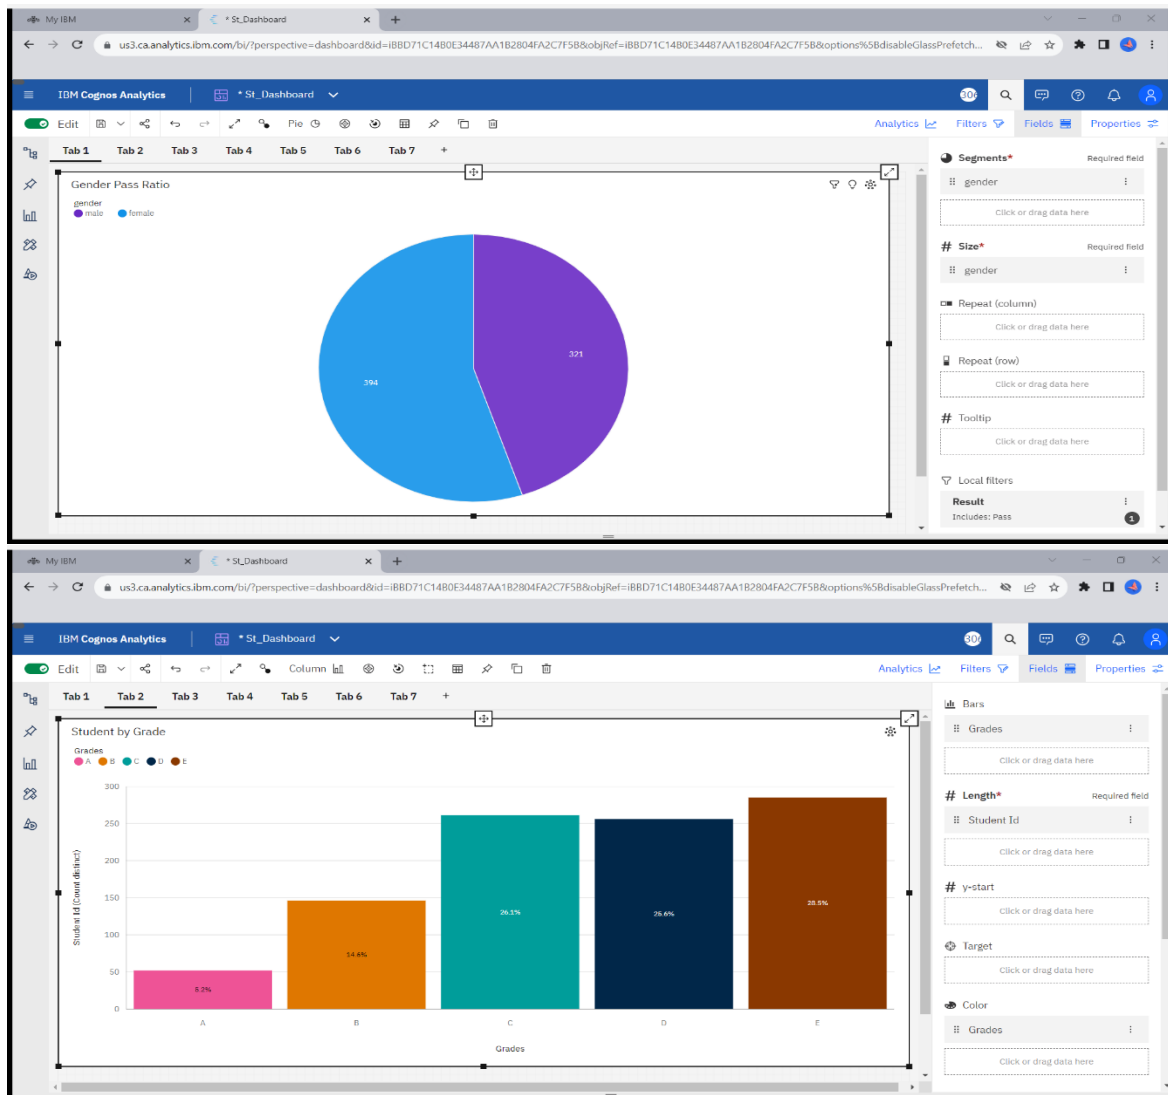 My IBM
* St_Dashboard
us3.ca.analytics.ibm.com/bi/?perspective=dashboard&id=iBBD71C14B0E34487AA1B2804FA2C7F5B&objRef=iBBD71C14B0E34487AA1B2804FA2C7F5B&options%5BdisableGlassPrefetch...
IBM Cognos Analytics
* St_Dashboard
Edit
Pie
Analytics
Filters
Fields
Properties
Tab 1 Tab 2 Tab 3 Tab 4 Tab 5 Tab 6 Tab 7 +
Gender Pass Ratio
gender
male female
321
394
Segments* Required field
gender
Click or drag data here
# Size* Required field
gender
Repeat (column)
Click or drag data here
Repeat (row)
Click or drag data here
# Tooltip
Click or drag data here
Local filters
Result
Includes: Pass
1
My IBM
* St_Dashboard
us3.ca.analytics.ibm.com/bi/?perspective=dashboard&id=iBBD71C14B0E34487AA1B2804FA2C7F5B&objRef=iBBD71C14B0E34487AA1B2804FA2C7F5B&options%5BdisableGlassPrefetch...
IBM Cognos Analytics
* St_Dashboard
Edit
Column
Analytics
Filters
Fields
Properties
Tab 1 Tab 2 Tab 3 Tab 4 Tab 5 Tab 6 Tab 7 +
Student by Grade
Grades
A B C D E
300
250
200
150
100
50
0
Student Id (Count distinct)
5.2%
14.6%
26.1%
25.6%
28.5%
A B C D E
Grades
Bars
Grades
Click or drag data here
# Length* Required field
Student Id
Click or drag data here
# y-start
Click or drag data here
Target
Click or drag data here
Color
Grades
Click or drag data here